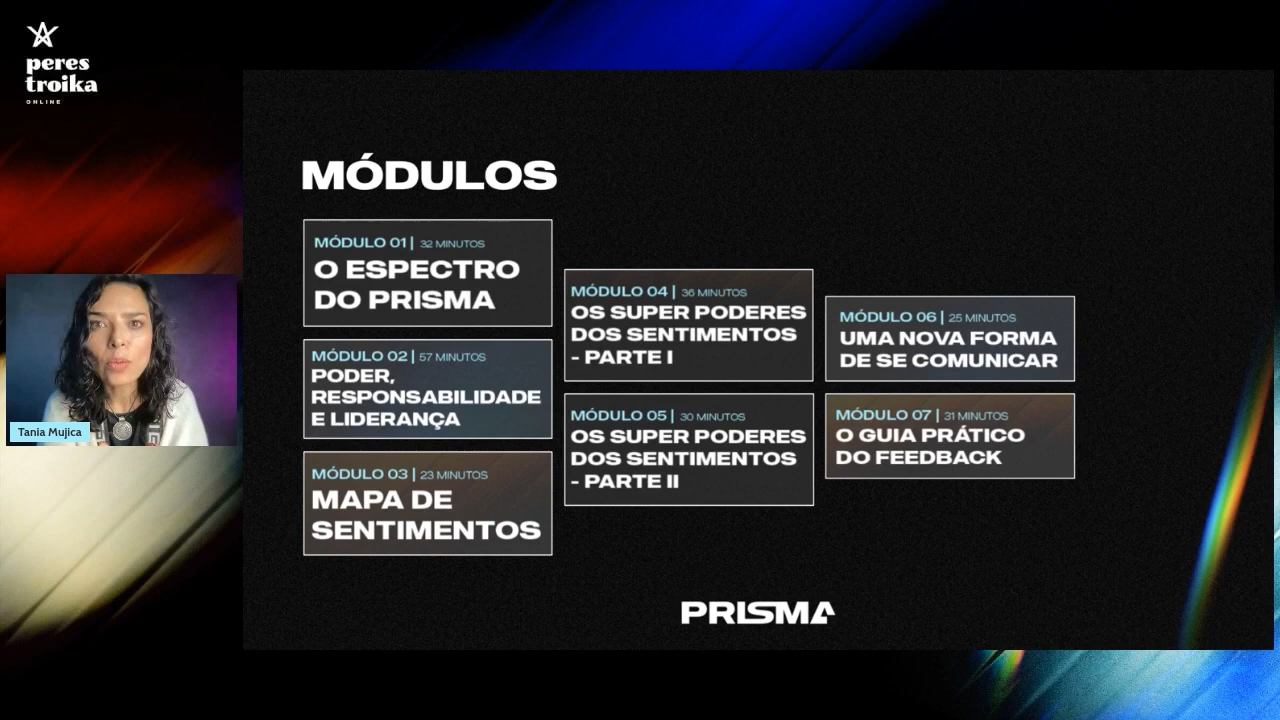 peres
troika
ONLINE
MÓDULOS
MÓDULO 01 | 32 MINUTOS
O ESPECTRO
DO PRISMA
MÓDULO 02 | 57 MINUTOS
PODER,
RESPONSABILIDADE
E LIDERANÇA
MÓDULO 03 | 23 MINUTOS
MAPA DE
SENTIMENTOS
MÓDULO 04 | 36 MINUTOS
OS SUPER PODERES
DOS SENTIMENTOS
- PARTE I
MÓDULO 05 | 30 MINUTOS
OS SUPER PODERES
DOS SENTIMENTOS
- PARTE II
MÓDULO 06 | 25 MINUTOS
UMA NOVA FORMA
DE SE COMUNICAR
MÓDULO 07 | 31 MINUTOS
O GUIA PRÁTICO
DO FEEDBACK
Tania Mujica
PRISMA